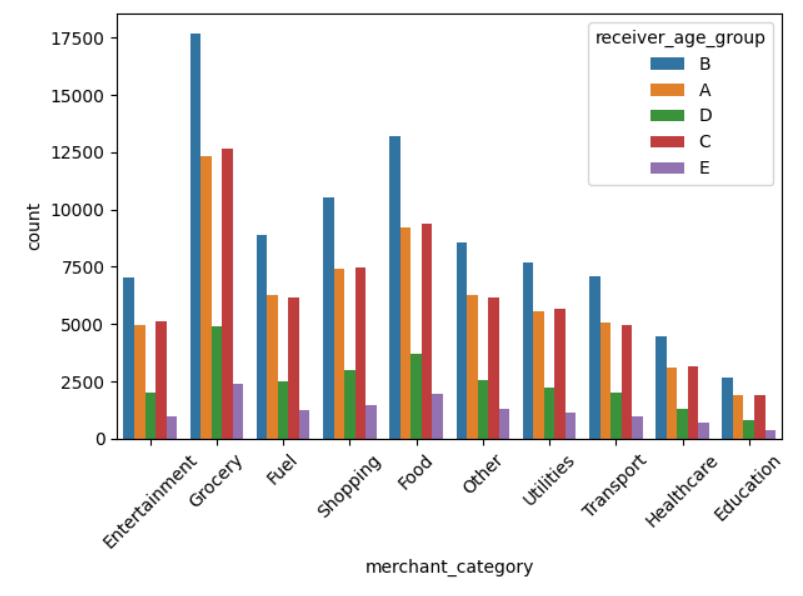 17500
15000
12500
10000
7500
5000
2500
0
count
receiver_age_group
B
A
D
C
E
Entertainment
Grocery
Fuel
Shopping
Food
Other
Utilities
Transport
Healthcare
Education
merchant_category